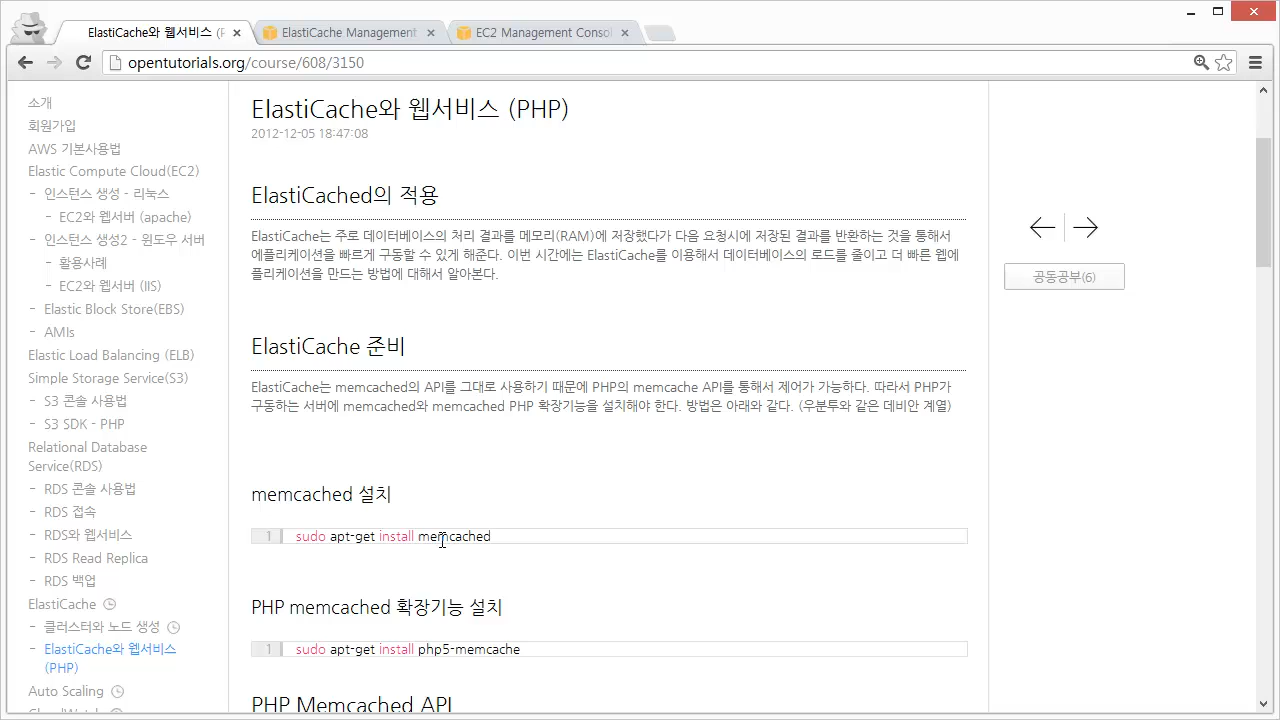 ElastiCache와 웹서비스 (P
ElastiCache Management
EC2 Management Consol
opentutorials.org/course/608/3150
소개
회원가입
AWS 기본사용법
Elastic Compute Cloud(EC2)
- 인스턴스 생성 - 리눅스
- EC2와 웹서버 (apache)
- 인스턴스 생성2 - 윈도우 서버
- 활용사례
- EC2와 웹서버 (IIS)
- Elastic Block Store(EBS)
- AMIs
Elastic Load Balancing (ELB)
Simple Storage Service(S3)
- S3 콘솔 사용법
- S3 SDK - PHP
Relational Database
Service(RDS)
- RDS 콘솔 사용법
- RDS 접속
- RDS와 웹서비스
- RDS Read Replica
- RDS 백업
ElastiCache
- 클러스터와 노드 생성
- ElastiCache와 웹서비스
(PHP)
Auto Scaling
ElastiCache와 웹서비스 (PHP)
2012-12-05 18:47:08
ElastiCached의 적용
ElastiCache는 주로 데이터베이스의 처리 결과를 메모리(RAM)에 저장했다가 다음 요청시에 저장된 결과를 반환하는 것을 통해서
에플리케이션을 빠르게 구동할 수 있게 해준다. 이번 시간에는 ElastiCache를 이용해서 데이터베이스의 로드를 줄이고 더 빠른 웹에
플리케이션을 만드는 방법에 대해서 알아본다.
ElastiCache 준비
ElastiCache는 memcached의 API를 그대로 사용하기 때문에 PHP의 memcache API를 통해서 제어가 가능하다. 따라서 PHP가
구동하는 서버에 memcached와 memcached PHP 확장기능을 설치해야 한다. 방법은 아래와 같다. (우분투와 같은 데비안 계열)
memcached 설치
1 sudo apt-get install memcached
PHP memcached 확장기능 설치
1 sudo apt-get install php5-memcache
PHP Memcached API
공동공부(6)